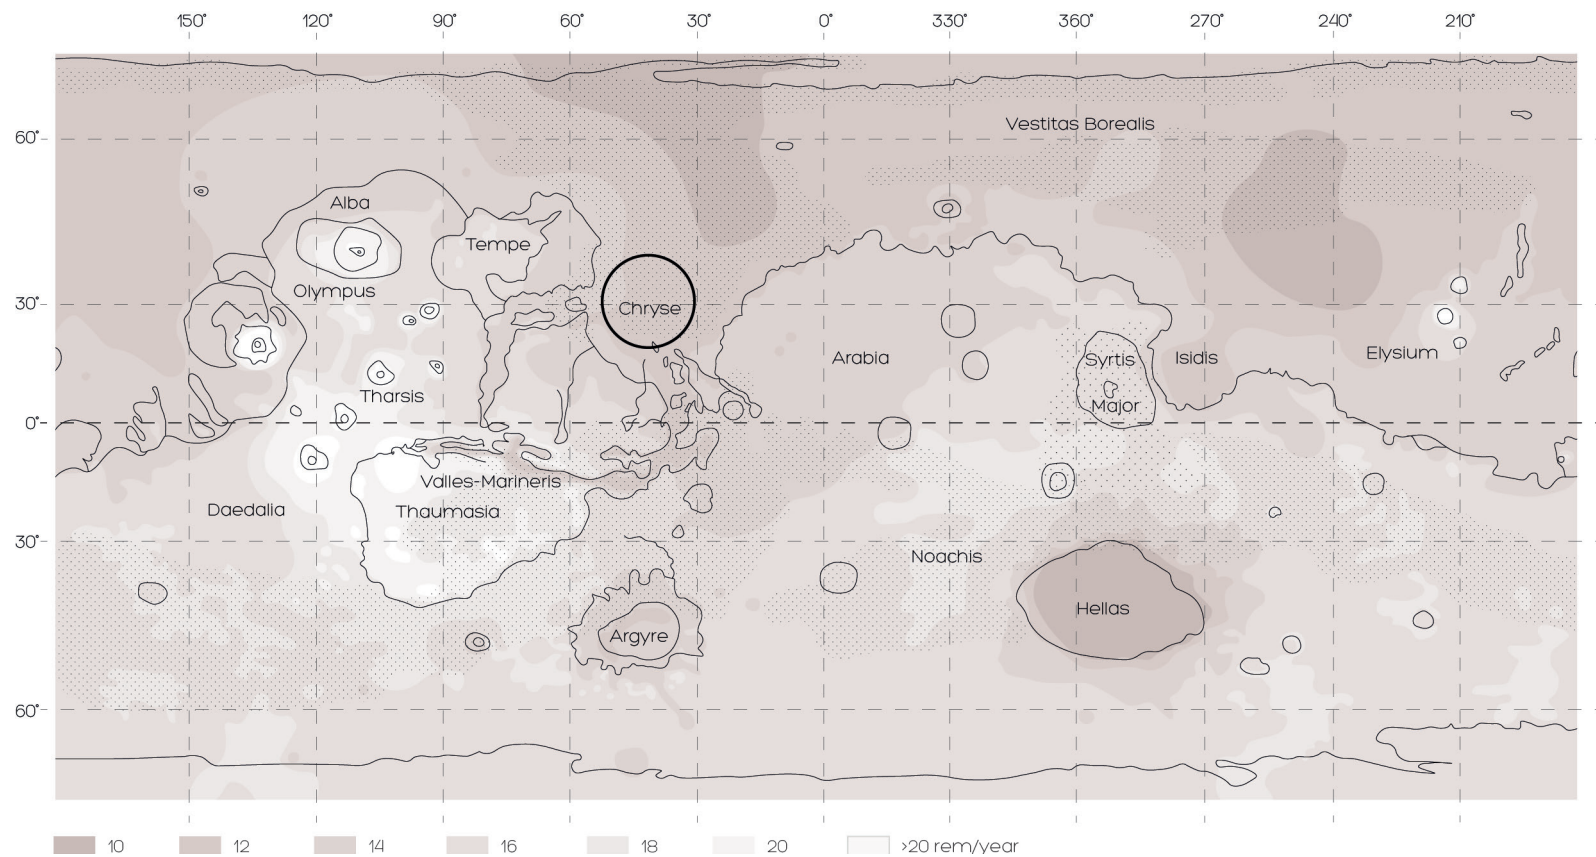 150° 120° 90° 60° 30° 0° 330° 360° 270° 240° 210°
60°
Vestitas Borealis
Alba
Tempe
Olympus
30°
Chryse
Arabia
Syrtis
Isidis
Elysium
Tharsis
Major
0°
Valles-Marineris
Daedalia
Thaumasia
30°
Noachis
Hellas
Argyre
60°
10 12 14 16 18 20 >20 rem/year